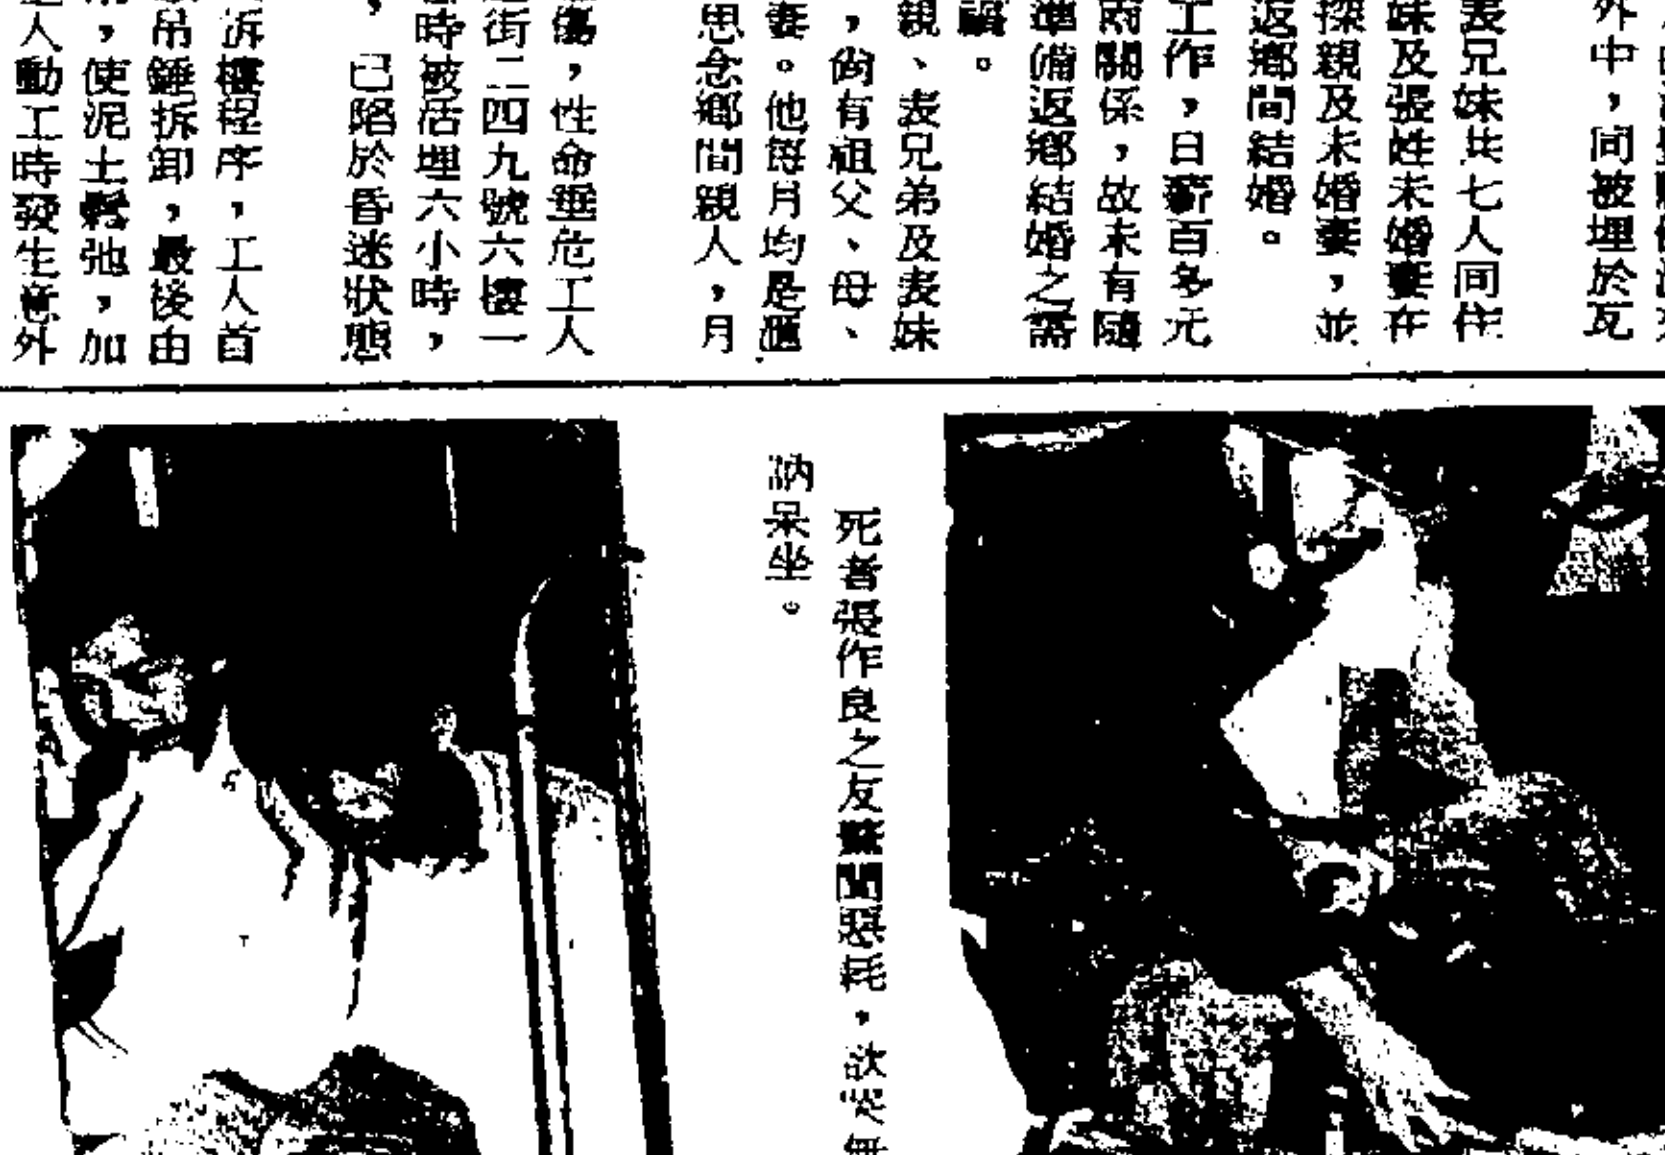 外中，同被埋於瓦
表兄妹共七人同住
妹及張姓未婚妻在
探親及未婚妻，並
返鄉間結婚。
工作，日薪百多元
兩關係，故未有隨
準備返鄉結婚之需
親、表兄弟及表妹
，尚有祖父、母、
妻。他每月均是匯
思念鄉間親人，月
傷，性命垂危工人
街二四九號六樓一
時被活埋六小時，
，已陷於昏迷狀態
拆樓程序，工人首
吊錘拆卸，最後由
，使泥土鬆弛，加
人動工時發生意外
死者張作良之友聞惡耗，欲哭無
訥呆坐。